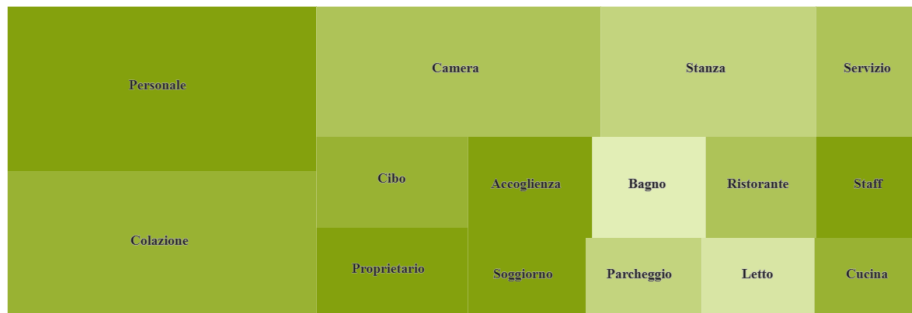 Personale
Camera
Stanza
Servizio
Colazione
Cibo
Accoglienza
Bagno
Ristorante
Staff
Proprietario
Soggiorno
Parcheggio
Letto
Cucina